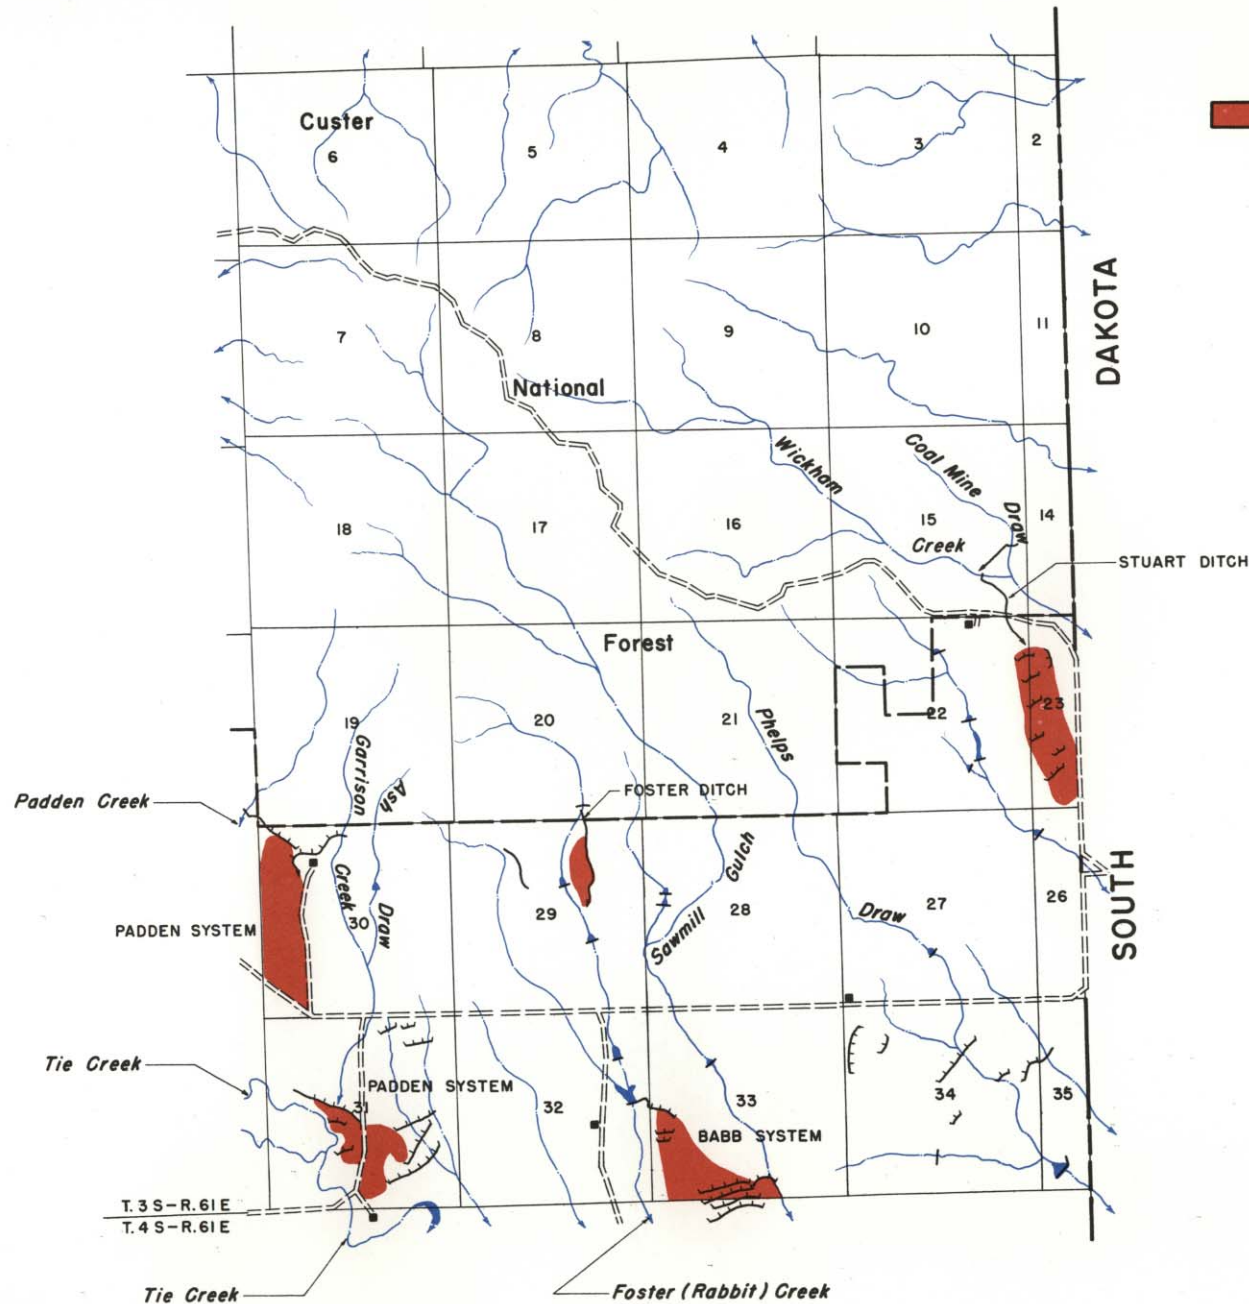 Custer
6
5
4
3
2
DAKOTA
7
8
9
10
11
National
Wickham
Coal Mine
Draw
18
17
16
15
14
Creek
STUART DITCH
Forest
19
20
21
22
23
Garrison
Phelps
Ash
FOSTER DITCH
Padden Creek
Gulch
Creek
30
29
28
27
26
Draw
Draw
PADDEN SYSTEM
Sawmill
SOUTH
Tie Creek
PADDEN SYSTEM
31
32
33
34
35
BABB SYSTEM
T. 3 S–R. 61 E
T. 4 S–R. 61 E
Tie Creek
Foster (Rabbit) Creek